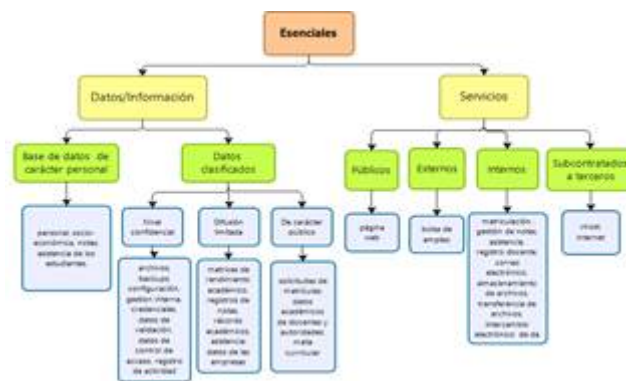 Esenciales
Datos/Información
Servicios
Base de datos de
carácter personal
Datos
clasificados
Públicos
Externos
Internos
Subcontratados
a terceros
personal, socio-
económica, notas,
asistencia de los
estudiantes.
Nivel
confidencial
Difusión
limitada
De carácter
público
página
web
bolsa de
empleo
matriculación,
gestión de notas,
asistencia,
registro docente,
correo
electrónico,
almacenamiento
de archivos,
transferencia de
archivos,
intercambio
electrónico de da
internet
archivos,
backups,
configuración,
gestión interna,
credenciales,
datos de
validación,
datos de
control de
acceso, registro
de actividad
matrices de
rendimiento
académico,
registros de
notas,
récords
académicos,
asistencia,
datos de las
empresas
solicitudes de
matrículas,
datos
académicos
de docentes y
autoridades,
malla
curricular